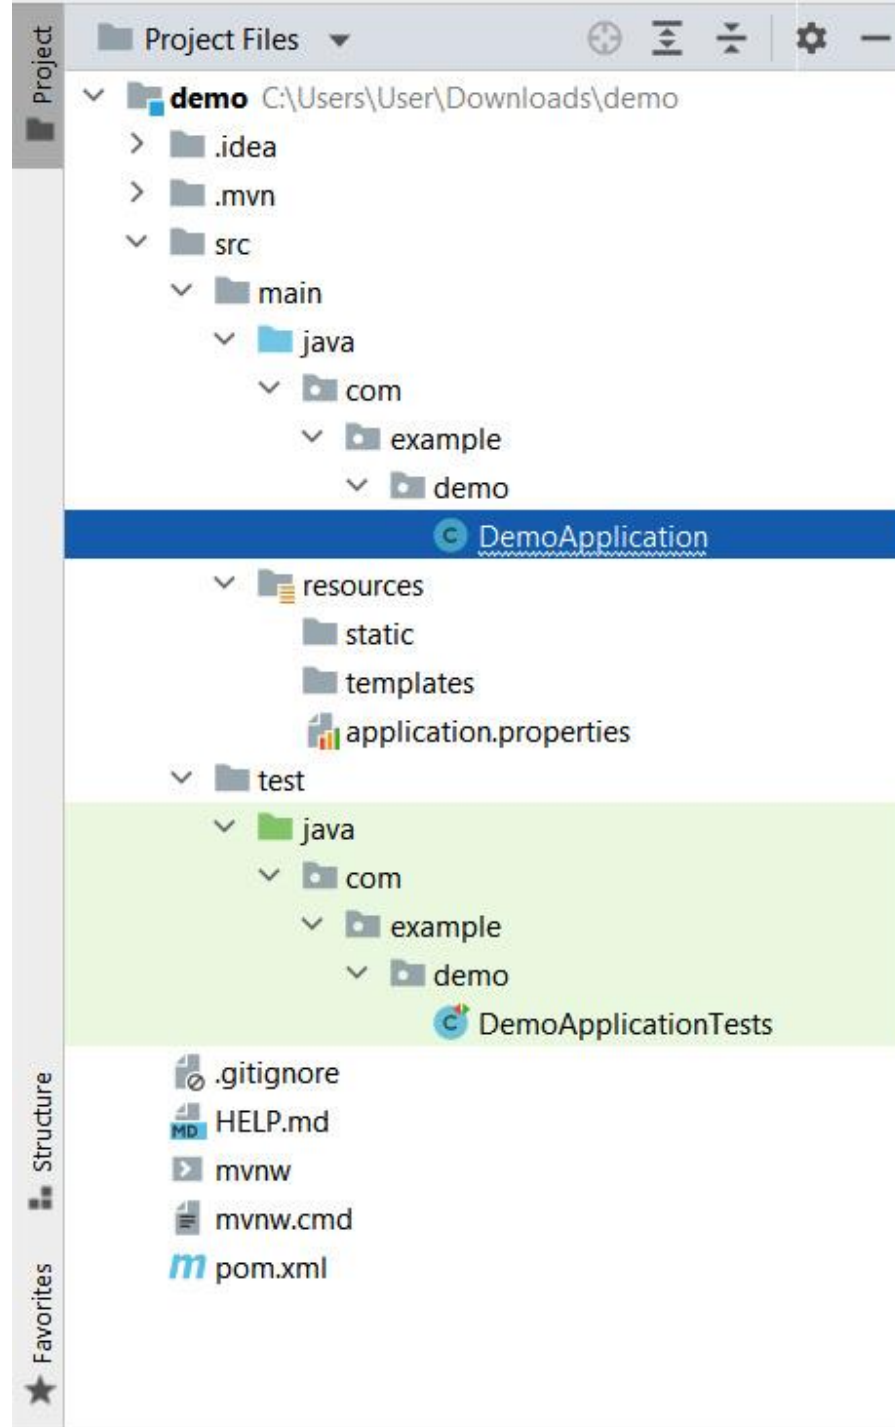 Project
Project Files
demo C:\Users\User\Downloads\demo
.idea
.mvn
src
main
java
com
example
demo
C DemoApplication
resources
static
templates
application.properties
test
java
com
example
demo
C DemoApplicationTests
.gitignore
MD HELP.md
mvnw
mvnw.cmd
m pom.xml
Structure
Favorites